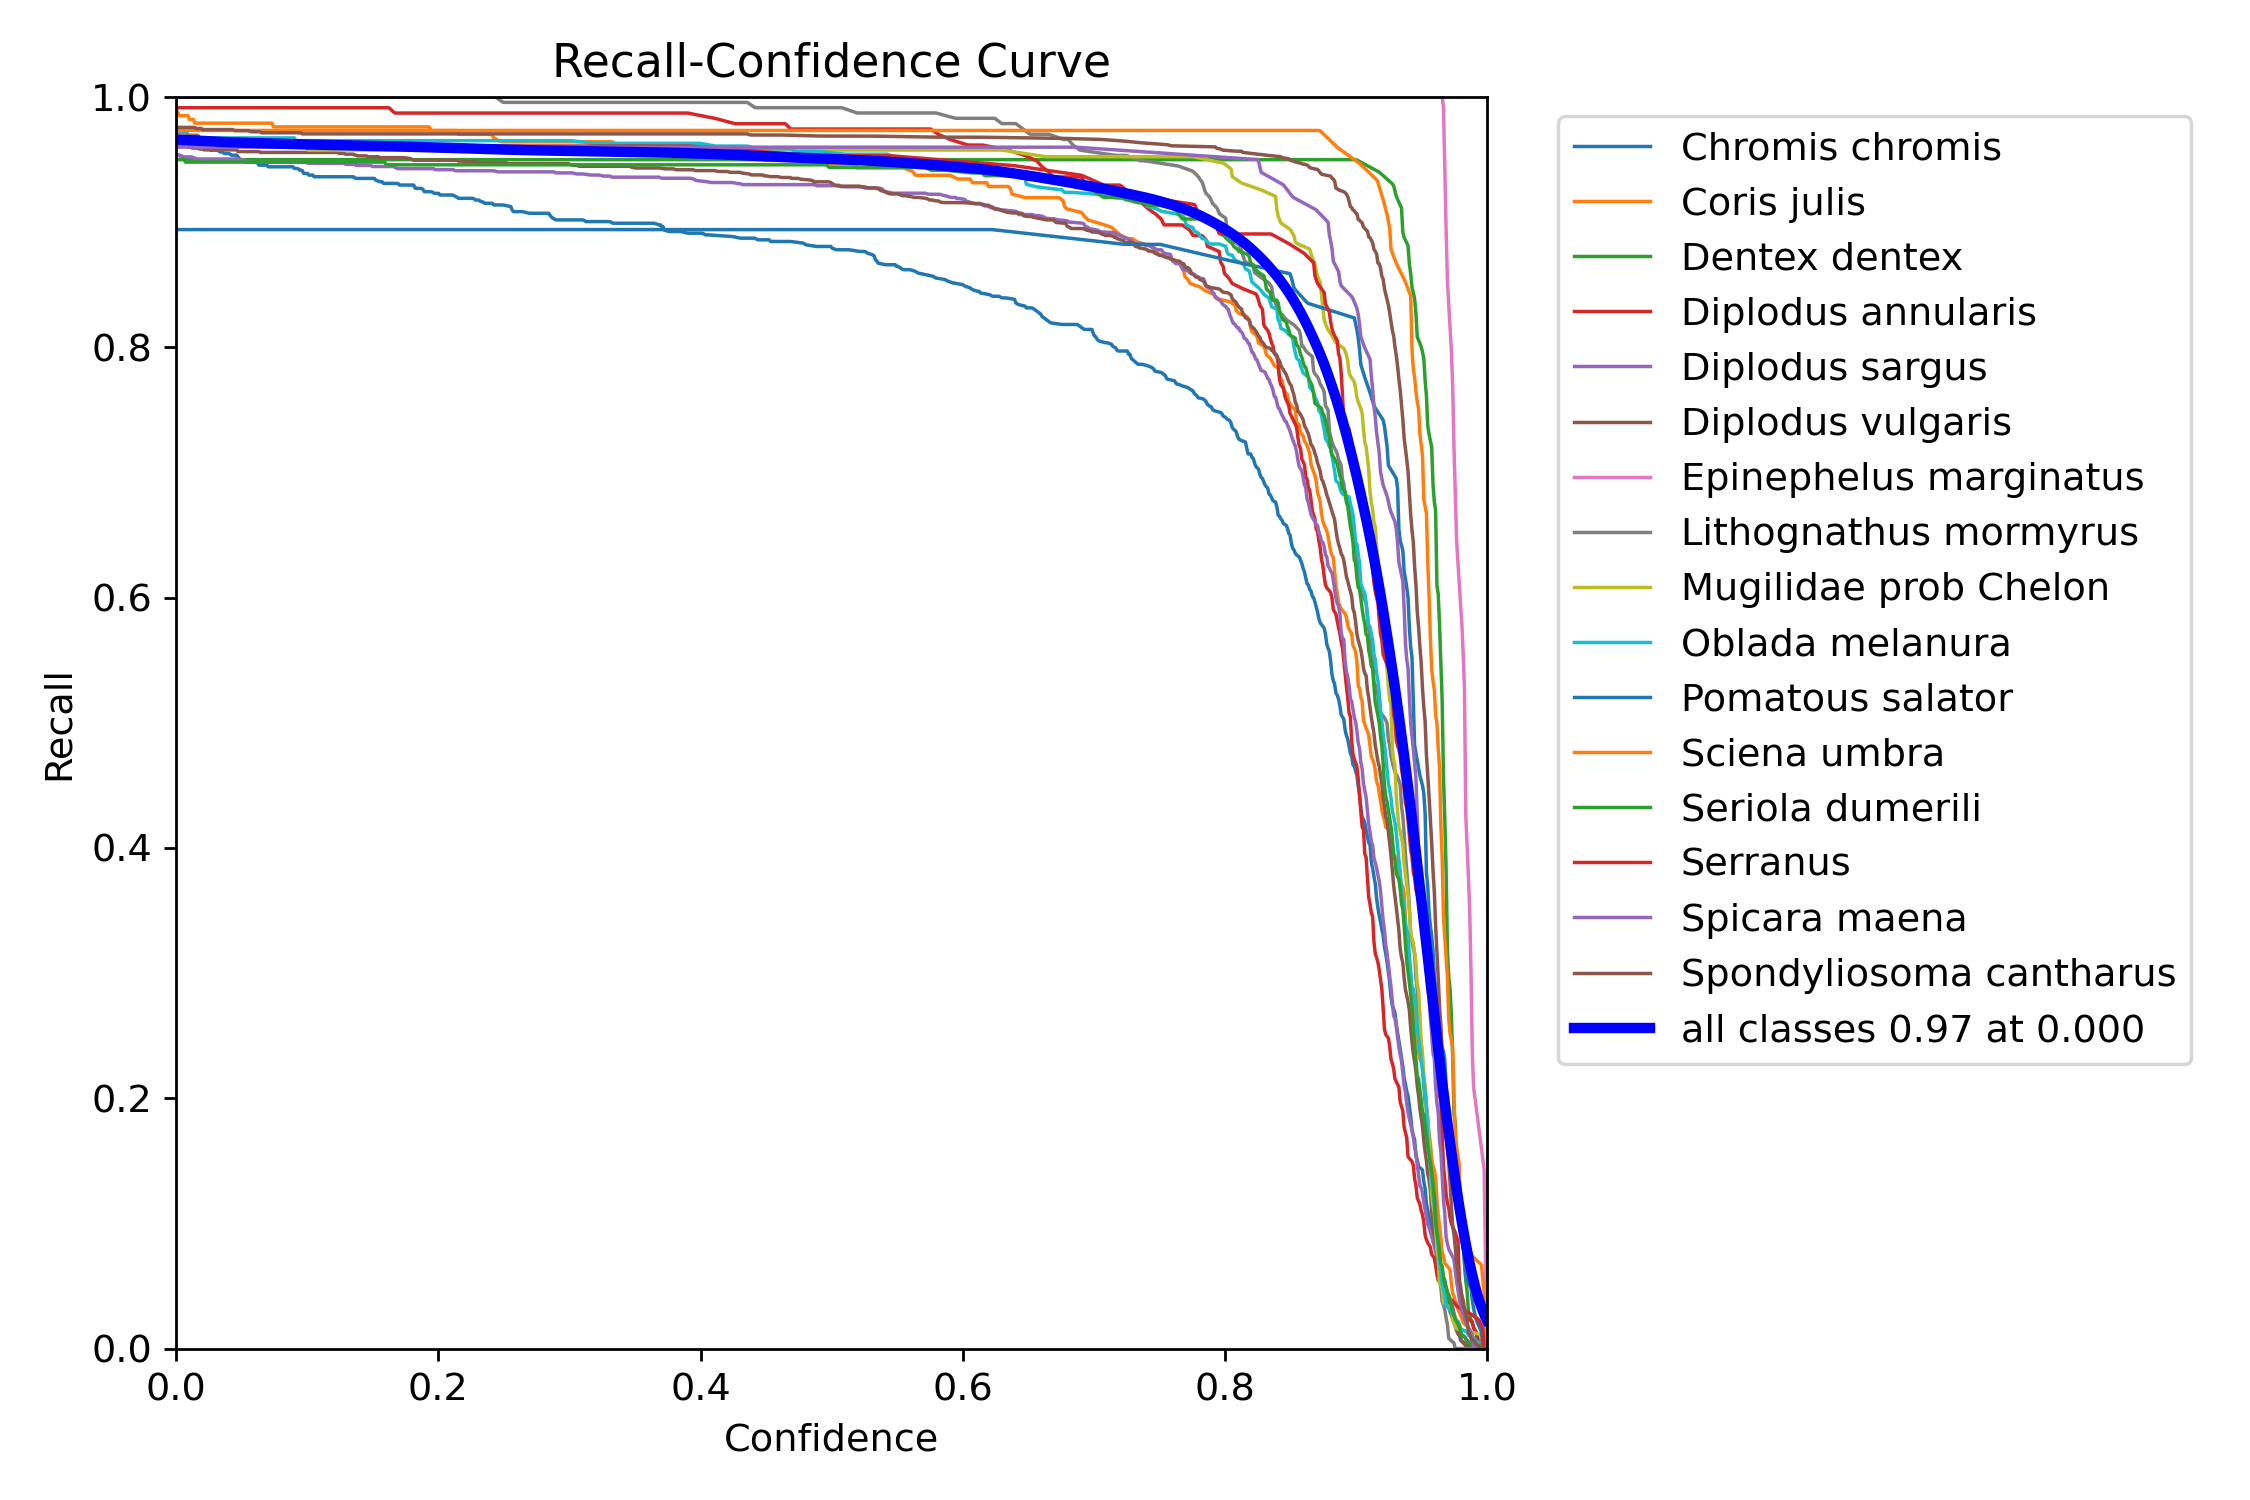 Recall-Confidence Curve
1.0
0.8
0.6
0.4
0.2
0.0
Recall
0.0 0.2 0.4 0.6 0.8 1.0
Confidence
Chromis chromis
Coris julis
Dentex dentex
Diplodus annularis
Diplodus sargus
Diplodus vulgaris
Epinephelus marginatus
Lithognathus mormyrus
Mugilidae prob Chelon
Oblada melanura
Pomatous salator
Sciena umbra
Seriola dumerili
Serranus
Spicara maena
Spondyliosoma cantharus
all classes 0.97 at 0.000